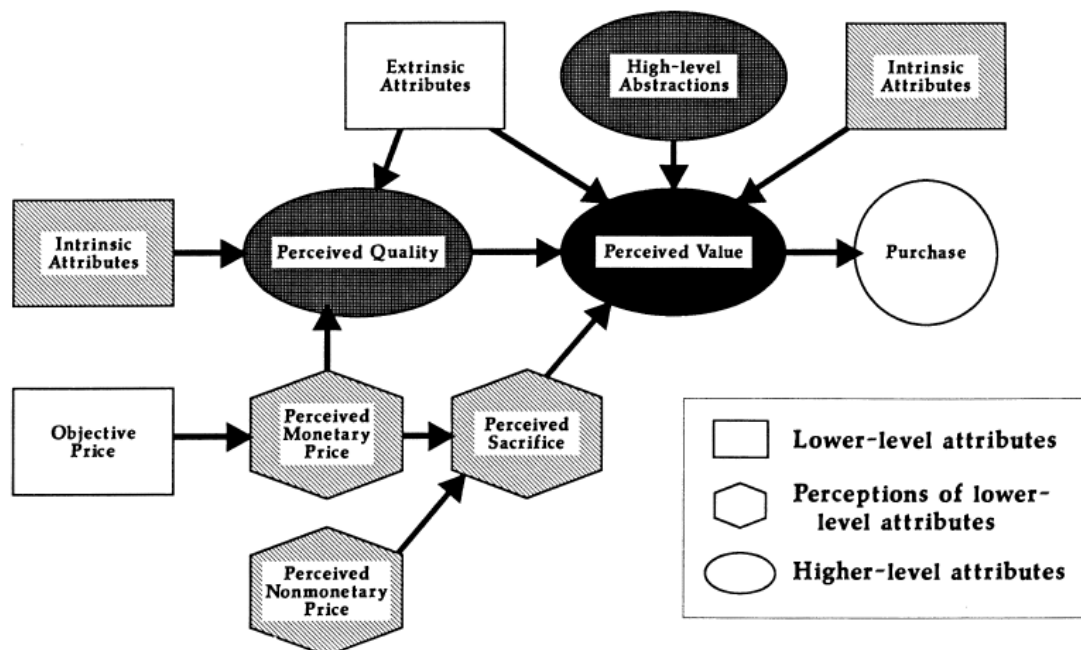 Extrinsic
Attributes
High-level
Abstractions
Intrinsic
Attributes
Intrinsic
Attributes
Perceived Quality
Perceived Value
Purchase
Objective
Price
Perceived
Monetary
Price
Perceived
Sacrifice
Perceived
Nonmonetary
Price
Lower-level attributes
Perceptions of lower-
level attributes
Higher-level attributes